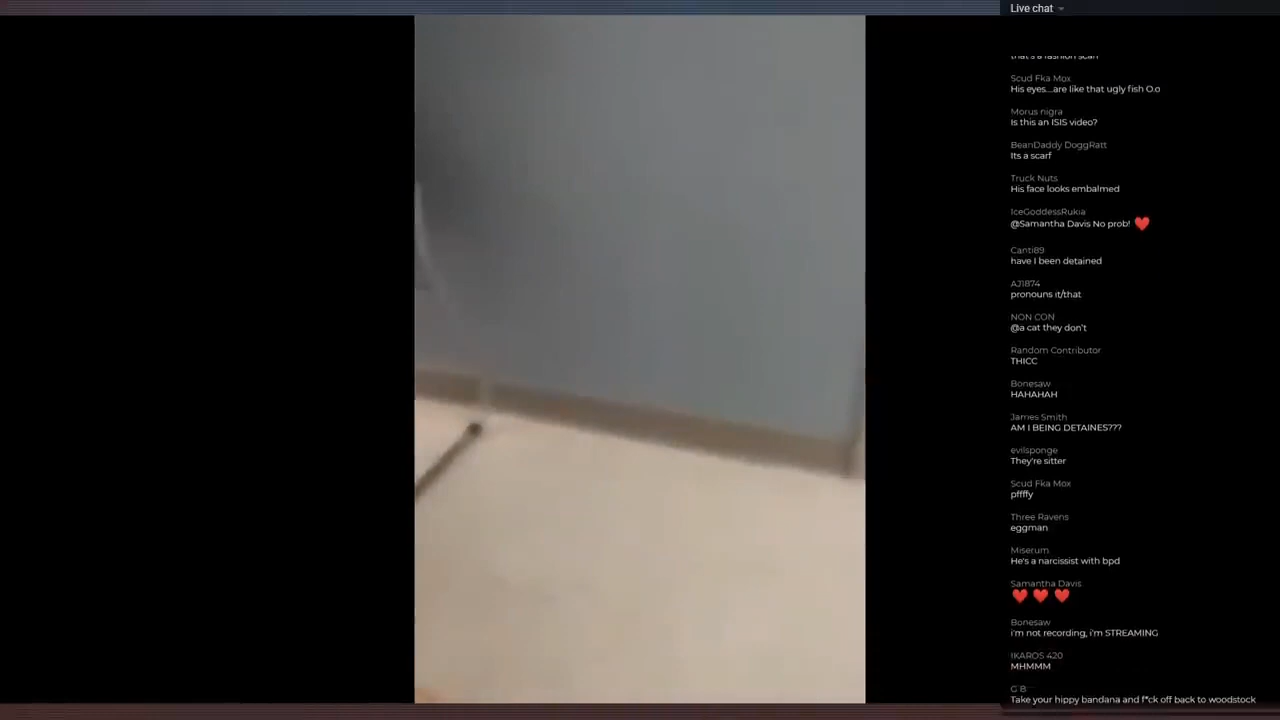 Live chat
that's a fashion scarf
Scud Fka Mox
His eyes...are like that ugly fish O.o
Morus nigra
Is this an ISIS video?
BeanDaddy DoggRatt
Its a scarf
Truck Nuts
His face looks embalmed
IceGoddessRukia
@Samantha Davis No prob! ❤️
Canti89
have I been detained
AJ1874
pronouns it/that
NON CON
@a cat they don't
Random Contributor
THICC
Bonesaw
HAHAHAH
James Smith
AM I BEING DETAINES???
evilsponge
They're sitter
Scud Fka Mox
pffffy
Three Ravens
eggman
Miserum
He's a narcissist with bpd
Samantha Davis
❤️ ❤️ ❤️
Bonesaw
i'm not recording, i'm STREAMING
IKAROS 420
MHMMM
G B
Take your hippy bandana and f*ck off back to woodstock